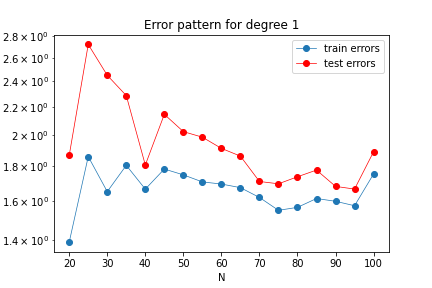 Error pattern for degree 1
2.8 × 10⁰
2.6 × 10⁰
2.4 × 10⁰
2.2 × 10⁰
2 × 10⁰
1.8 × 10⁰
1.6 × 10⁰
1.4 × 10⁰
train errors
test errors
20 30 40 50 60 70 80 90 100
N